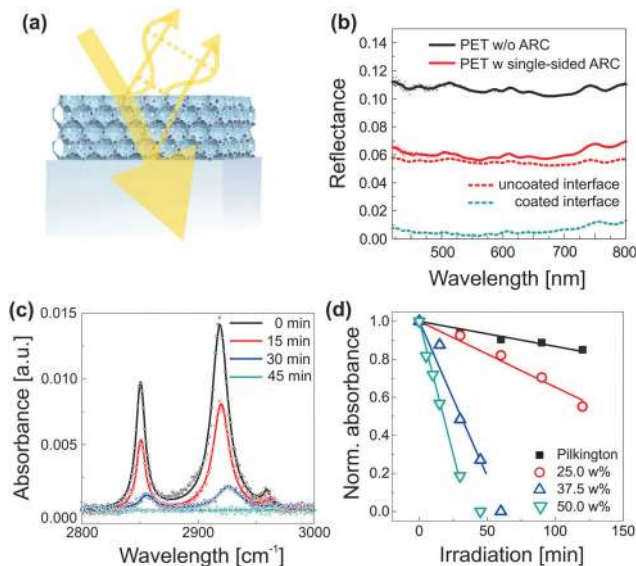 (a)
(b)
0.14
0.12
0.10
0.08
0.06
0.04
0.02
0.00
Reflectance
PET w/o ARC
PET w single-sided ARC
uncoated interface
coated interface
500
600
700
800
Wavelength [nm]
(c)
0.015
0.010
0.005
0.000
Absorbance [a.u.]
0 min
15 min
30 min
45 min
2800
2900
3000
Wavelength [cm⁻¹]
(d)
1.0
0.8
0.6
0.4
0.2
0.0
Norm. absorbance
Pilkington
25.0 w%
37.5 w%
50.0 w%
0
50
100
150
Irradiation [min]